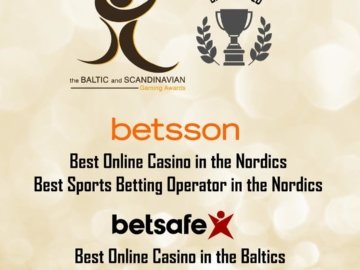 the BALTIC and SCANDINAVIAN
Gaming Awards
betsson
Best Online Casino in the Nordics
Best Sports Betting Operator in the Nordics
betsafe
Best Online Casino in the Baltics